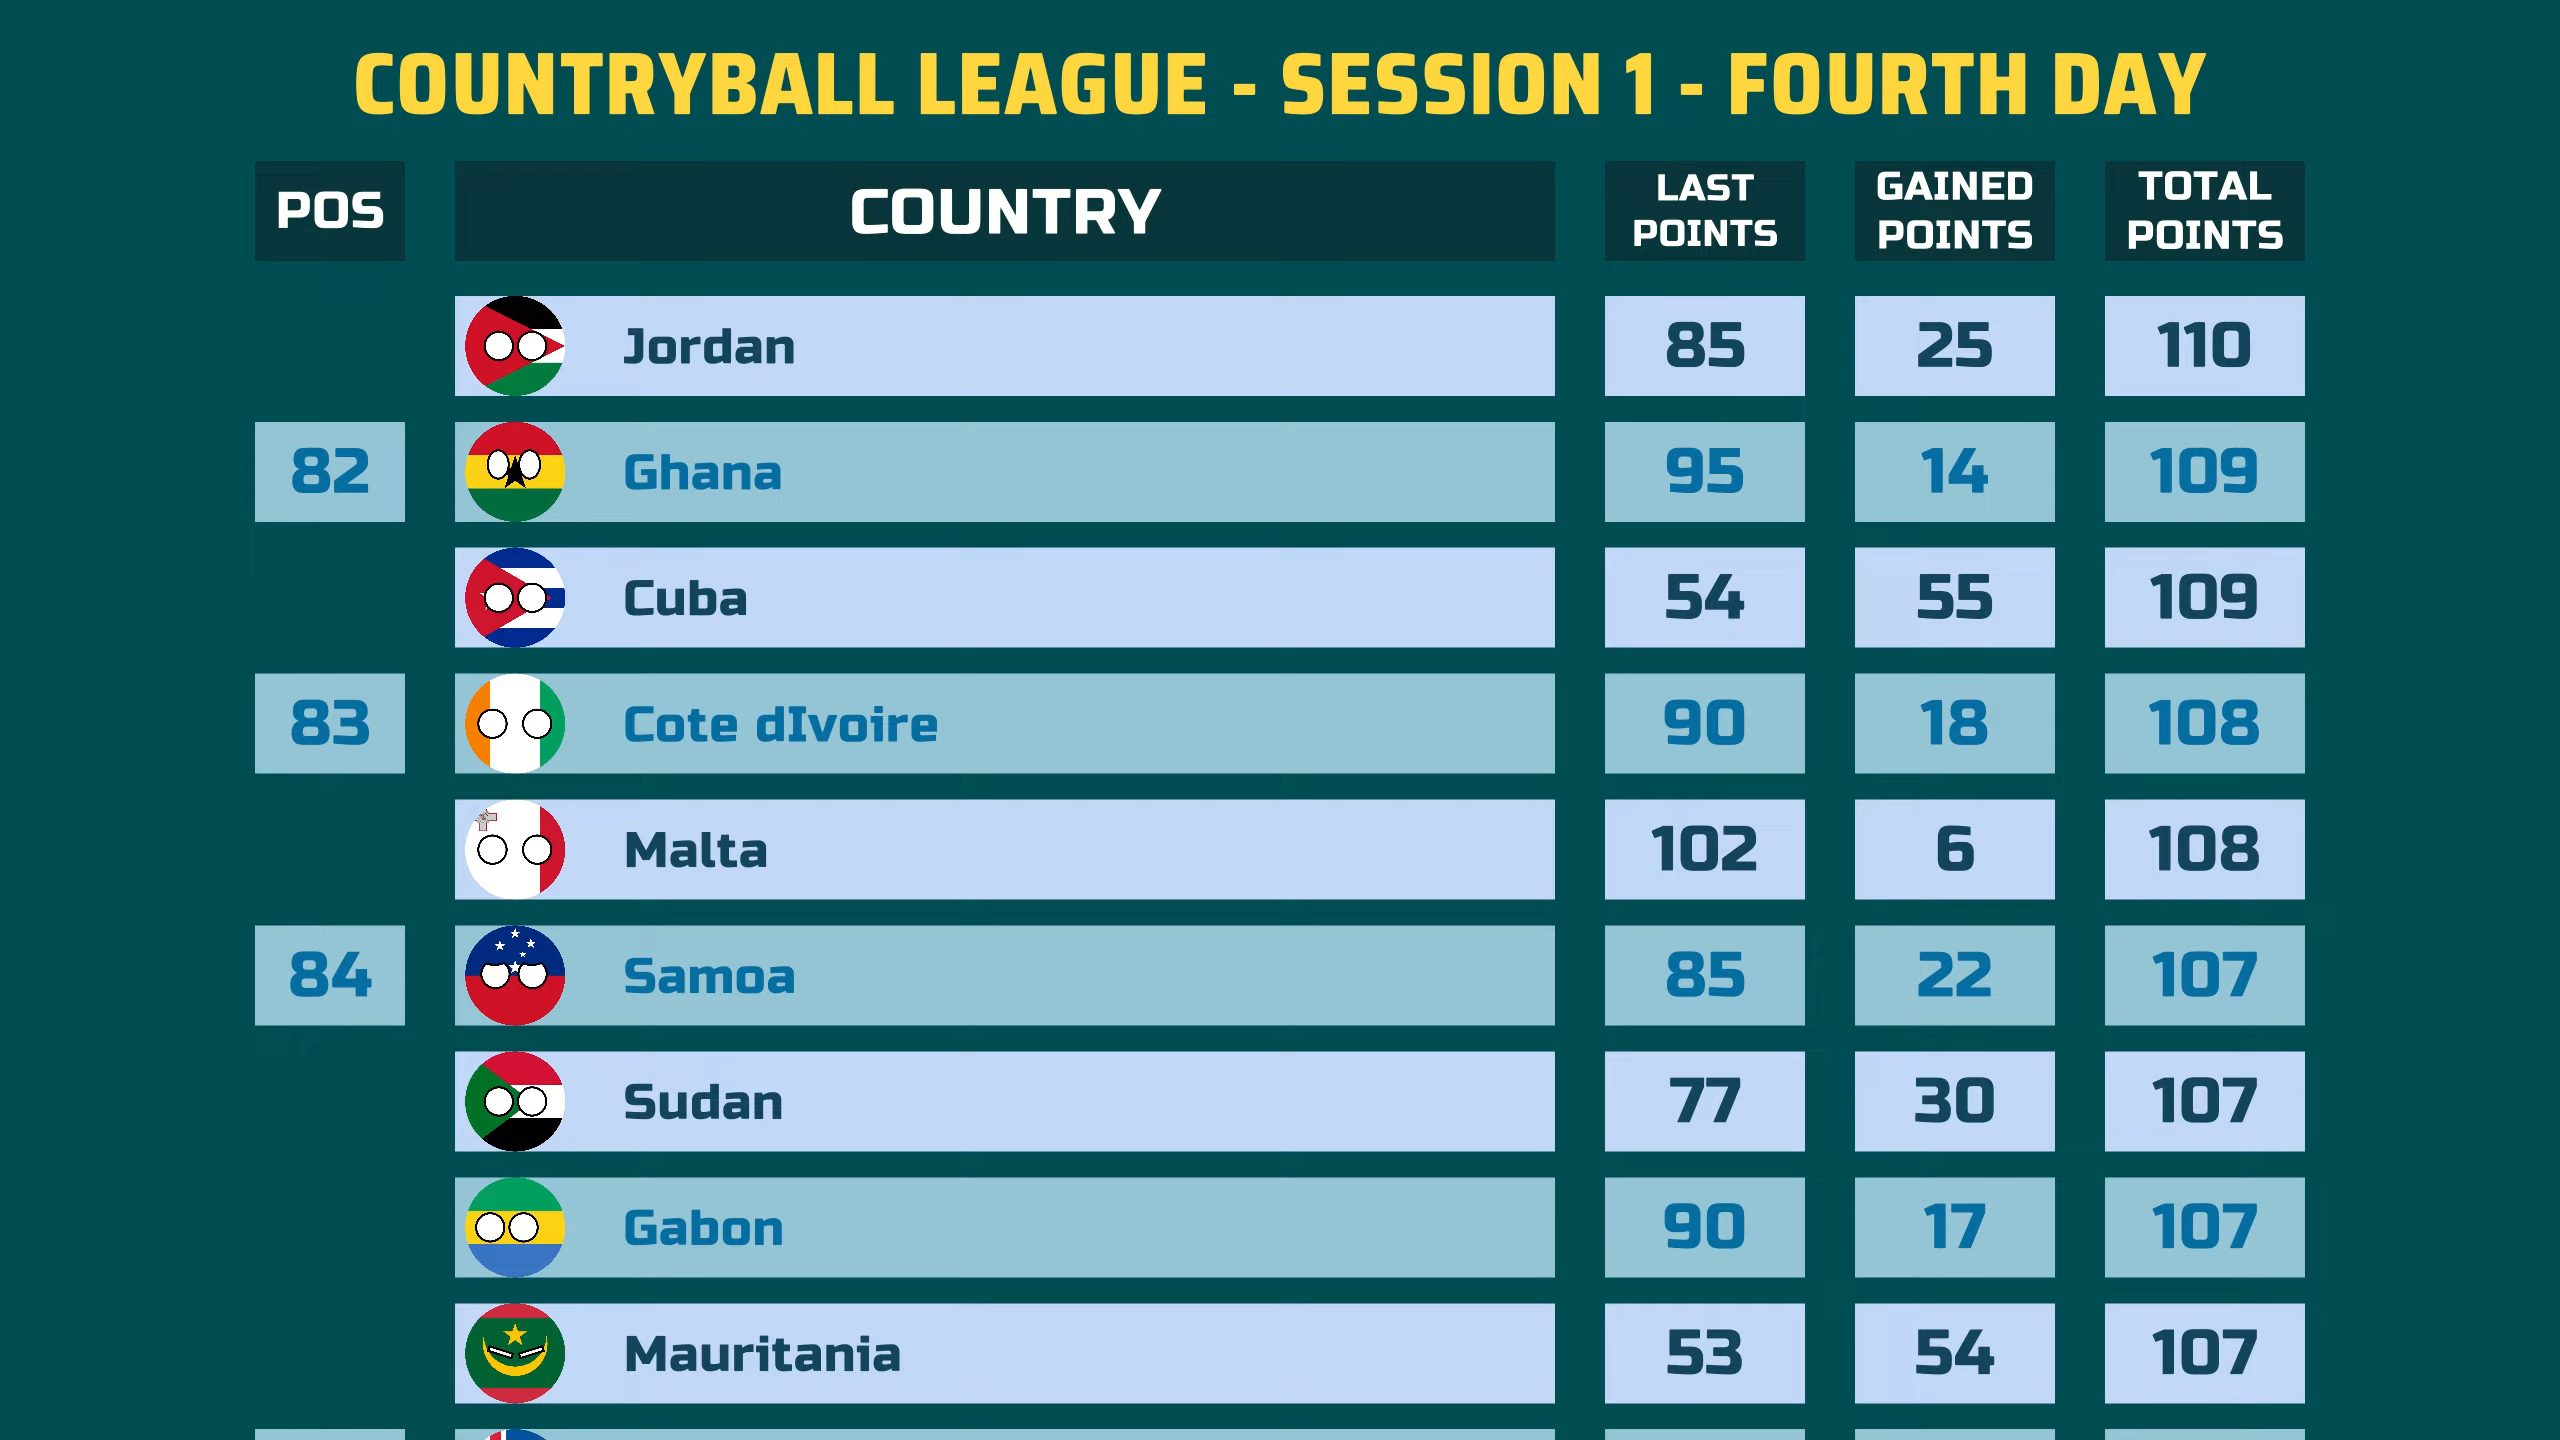 COUNTRYBALL LEAGUE - SESSION 1 - FOURTH DAY
POS COUNTRY LAST POINTS GAINED POINTS TOTAL POINTS
Jordan 85 25 110
82 Ghana 95 14 109
Cuba 54 55 109
83 Cote dIvoire 90 18 108
Malta 102 6 108
84 Samoa 85 22 107
Sudan 77 30 107
Gabon 90 17 107
Mauritania 53 54 107